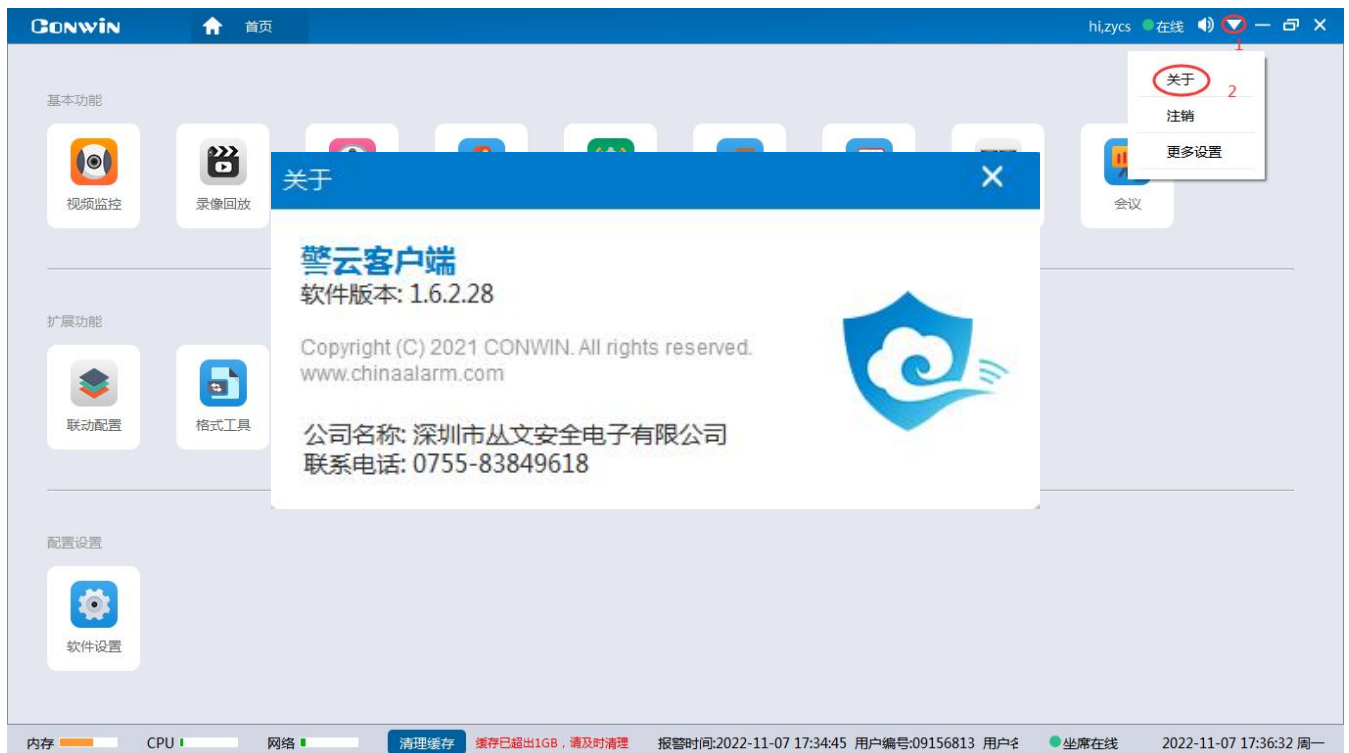 CONWIN
首页
hi,zycs 在线
1
关于
2
注销
更多设置
基本功能
视频监控
录像回放
会议
关于
警云客户端
软件版本: 1.6.2.28
Copyright (C) 2021 CONWIN. All rights reserved.
www.chinaalarm.com
公司名称: 深圳市丛文安全电子有限公司
联系电话: 0755-83849618
扩展功能
联动配置
格式工具
配置设置
软件设置
内存 CPU 网络 清理缓存 缓存已超出1GB，请及时清理 报警时间:2022-11-07 17:34:45 用户编号:09156813 用户名 坐席在线 2022-11-07 17:36:32 周一